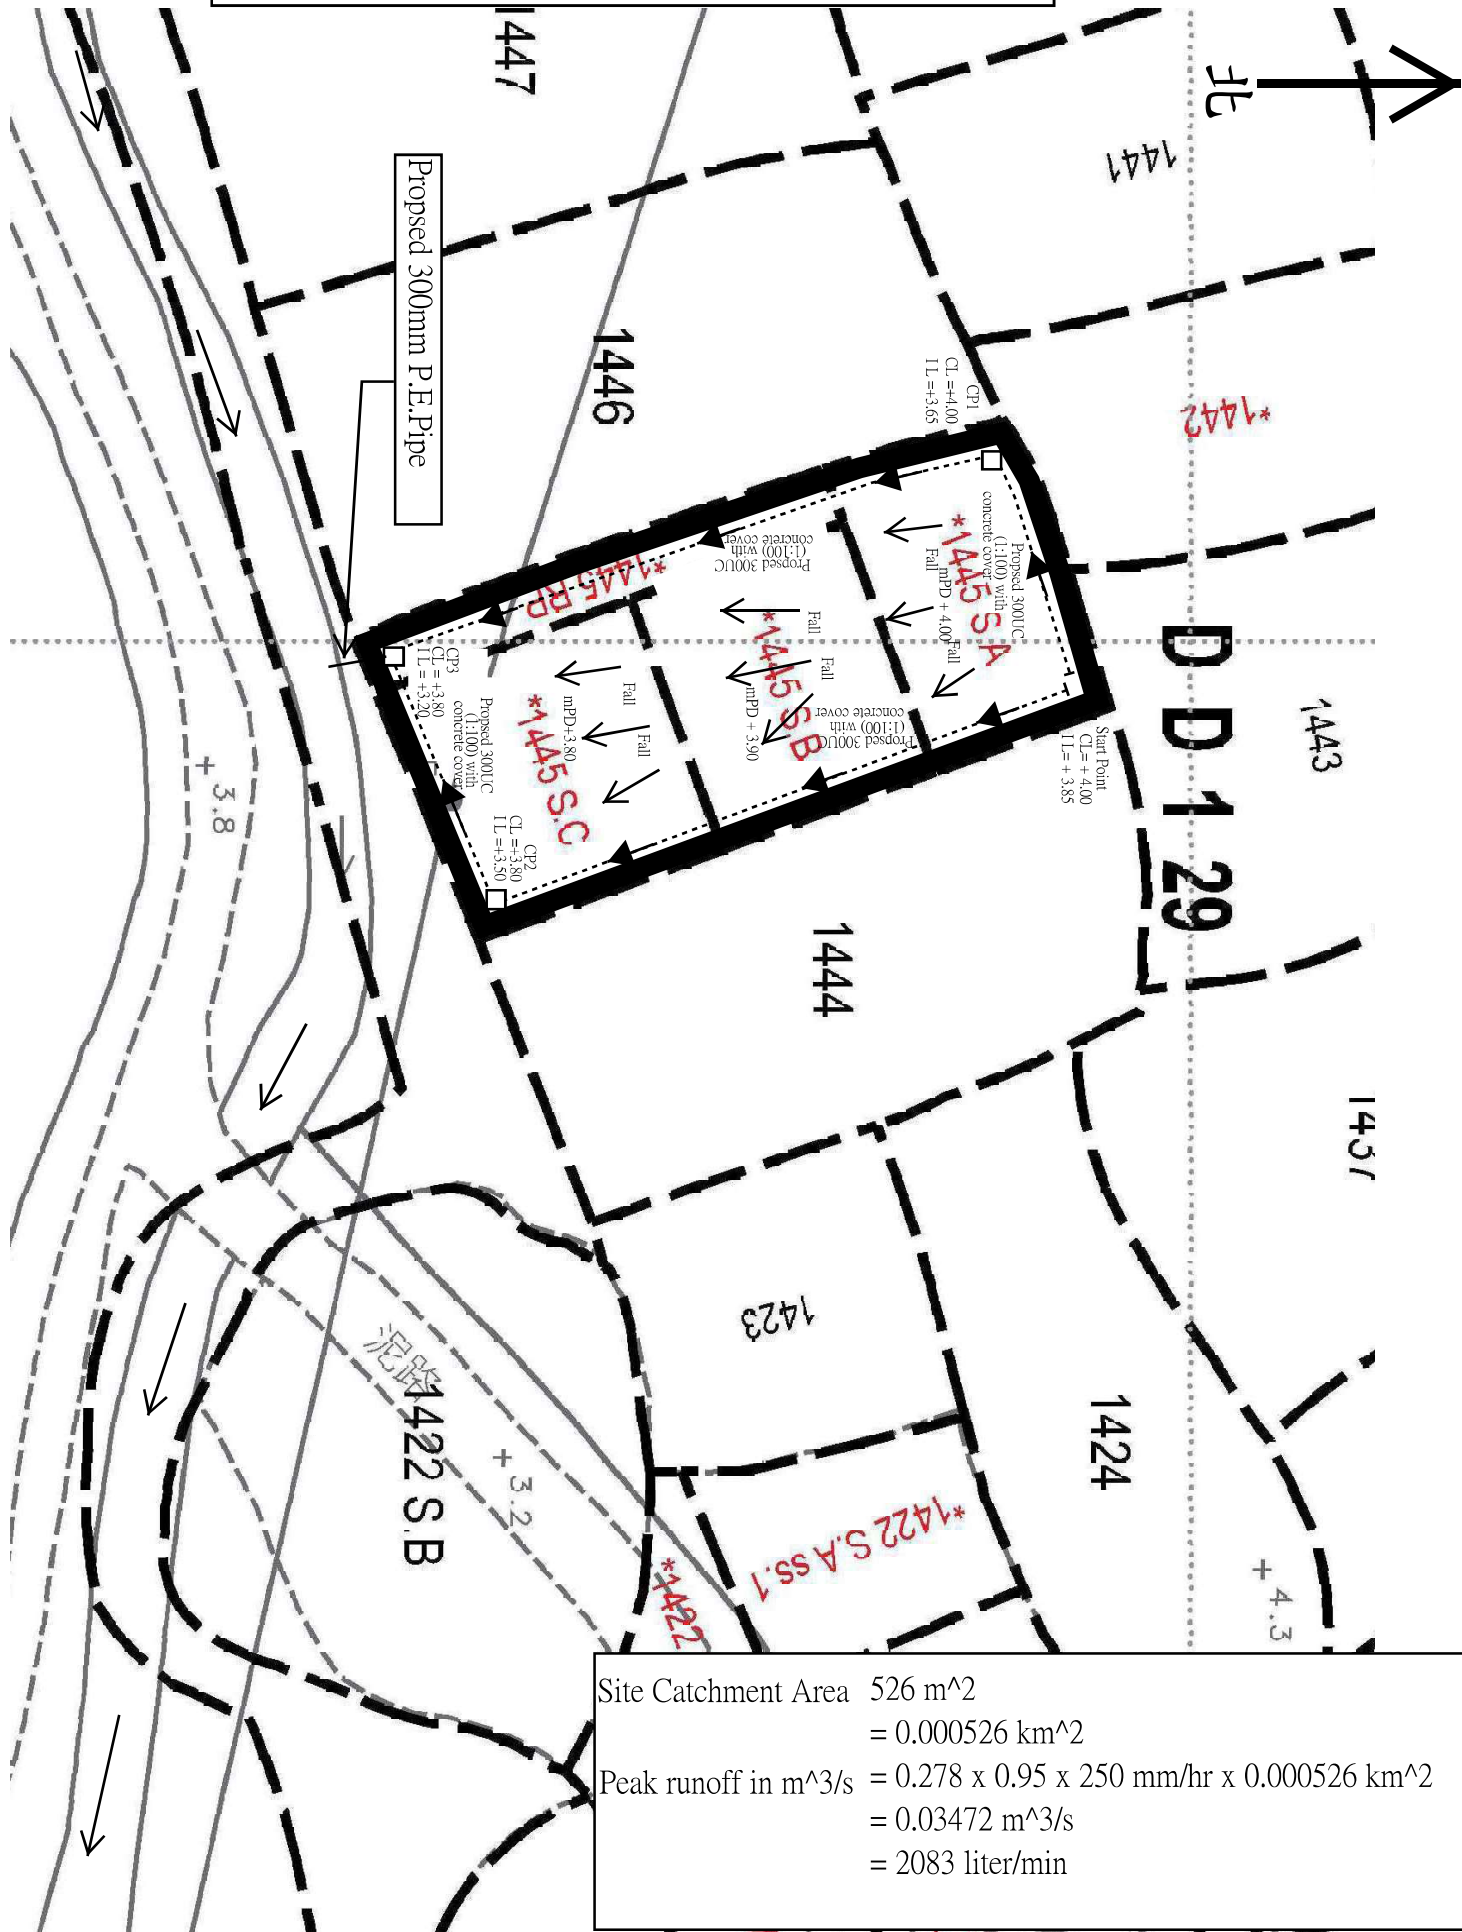 1447
北
1441
Propsed 300mm P.E.Pipe
1446
*1442
CP1
CL =+4.00
I L =+3.65
Propsed 300UC
(1:100) with
concrete cover
*1445 S.A
Fall
mPD + 4.00
Fall
Propsed 300UC
(1:100) with
concrete cover
*1445 RP
Fall
*1445 S.B
Fall
mPD + 3.90
Propsed 300UC
(1:100) with
concrete cover
Start Point
CL= + 4.00
I L= + 3.85
D D 1 29
1443
CP3
CL = +3.80
I L = +3.20
Propsed 300UC
(1:100) with
concrete cover
Fall
mPD+3.80
Fall
*1445 S.C
CP2
CL =+3.80
I L =+3.50
+ 3.8
1444
1437
1423
泥路
1422 S.B
+ 3.2
1424
*1422 S.A ss.1
*1422
+ 4.3
Site Catchment Area 526 m^2
= 0.000526 km^2
Peak runoff in m^3/s = 0.278 x 0.95 x 250 mm/hr x 0.000526 km^2
= 0.03472 m^3/s
= 2083 liter/min